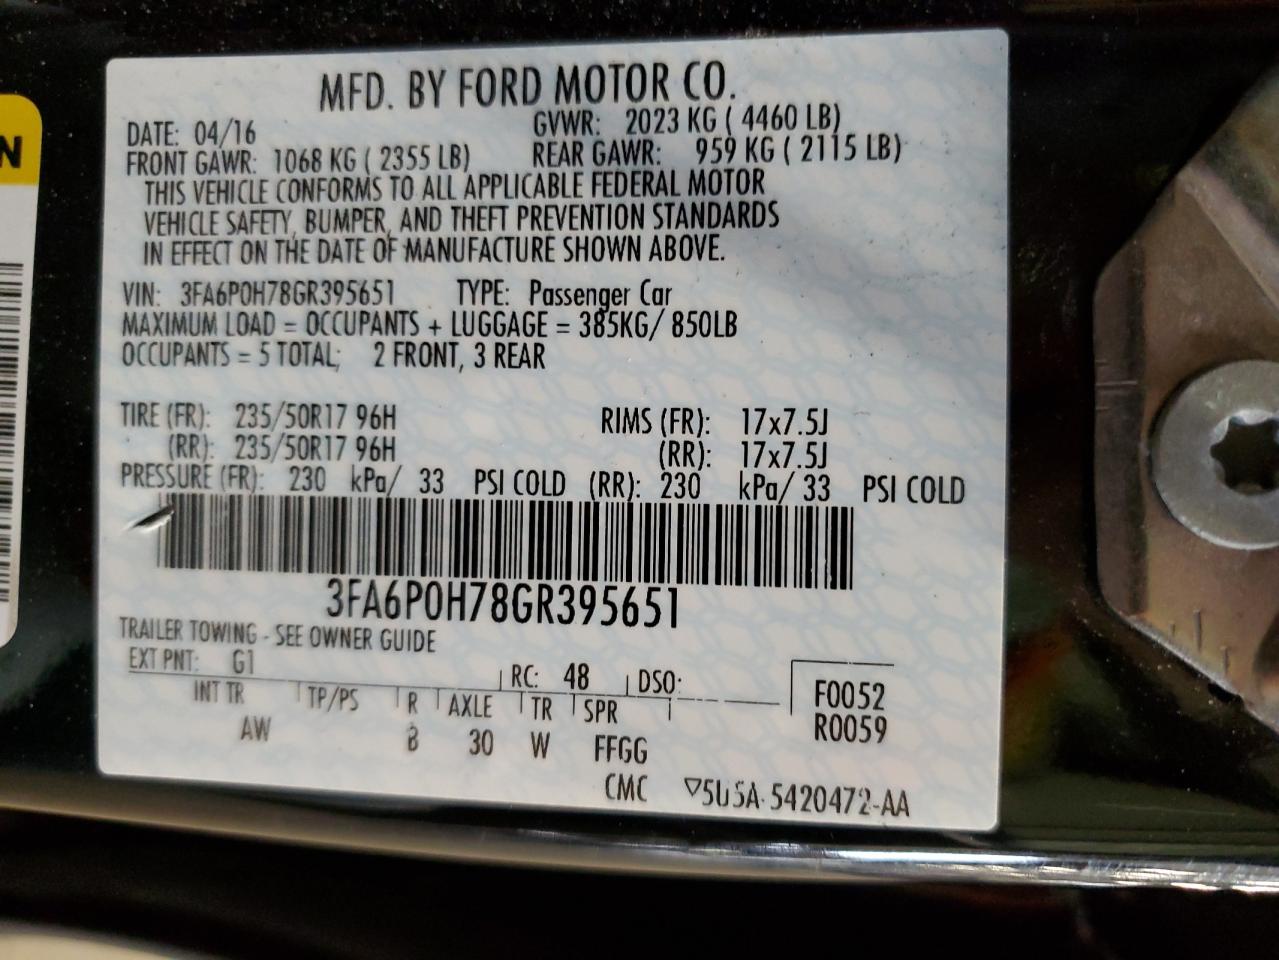 N
MFD. BY FORD MOTOR CO.
DATE: 04/16 GVWR: 2023 KG ( 4460 LB)
FRONT GAWR: 1068 KG ( 2355 LB) REAR GAWR: 959 KG ( 2115 LB)
THIS VEHICLE CONFORMS TO ALL APPLICABLE FEDERAL MOTOR
VEHICLE SAFETY, BUMPER, AND THEFT PREVENTION STANDARDS
IN EFFECT ON THE DATE OF MANUFACTURE SHOWN ABOVE.
VIN: 3FA6P0H78GR395651 TYPE: Passenger Car
MAXIMUM LOAD = OCCUPANTS + LUGGAGE = 385KG/ 850LB
OCCUPANTS = 5 TOTAL; 2 FRONT, 3 REAR
TIRE (FR): 235/50R17 96H RIMS (FR): 17x7.5J
(RR): 235/50R17 96H (RR): 17x7.5J
PRESSURE (FR): 230 kPa/ 33 PSI COLD (RR): 230 kPa/ 33 PSI COLD
3FA6P0H78GR395651
TRAILER TOWING - SEE OWNER GUIDE
EXT PNT: G1 RC: 48 DSO: F0052
INT TR TP/PS R AXLE TR SPR R0059
AW B 30 W FFGG
CMC ▽5U5A-5420472-AA